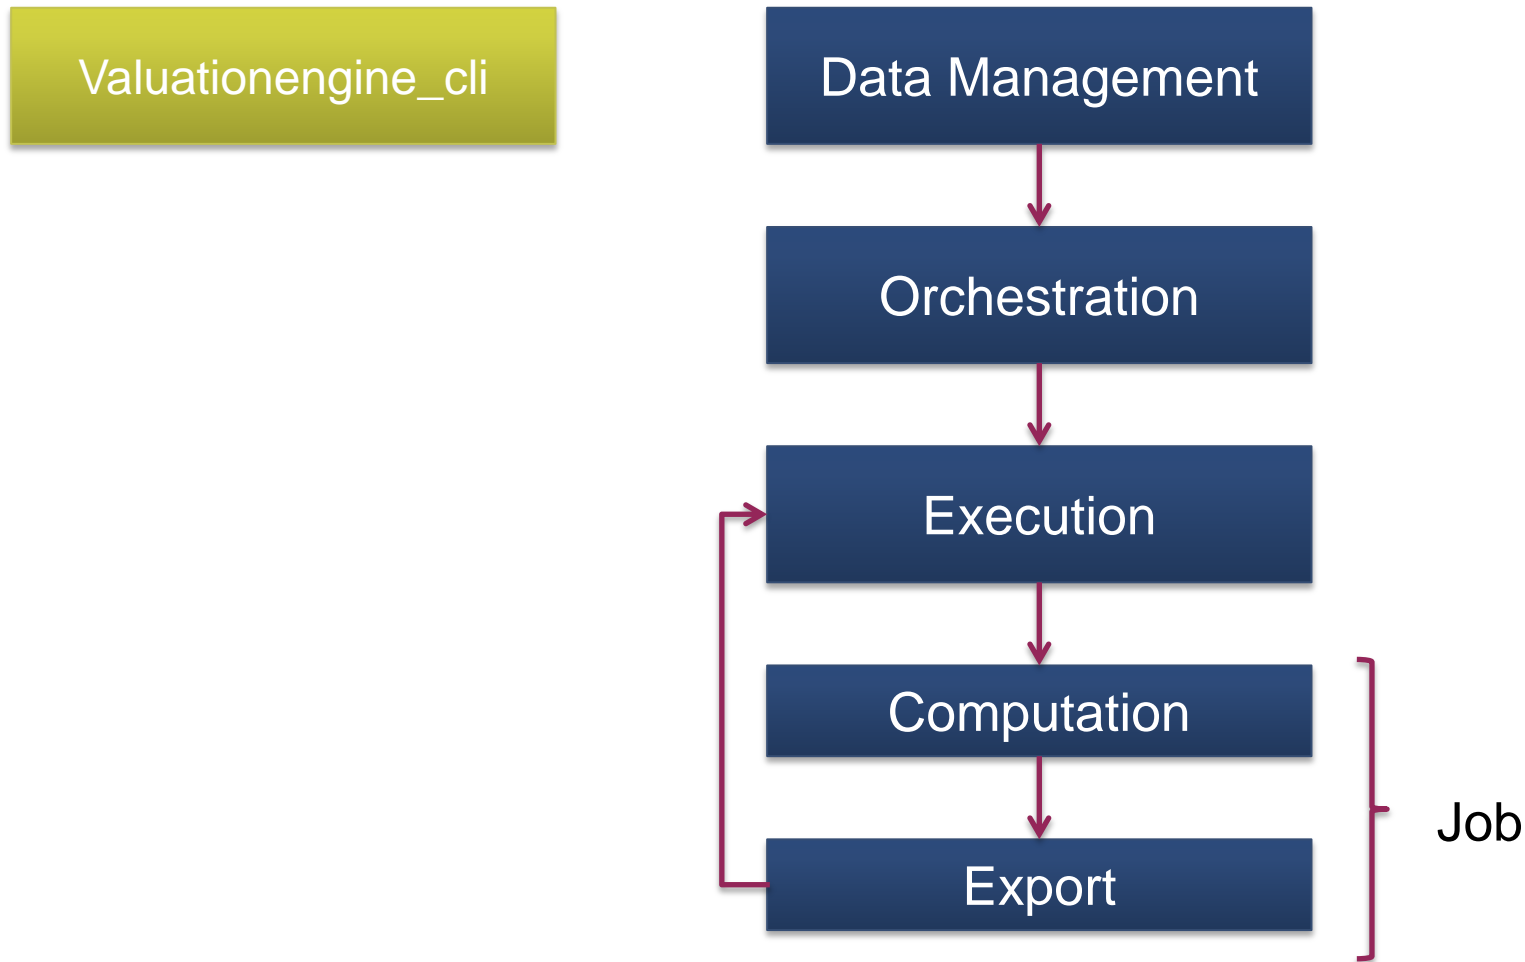 Valuationengine_cli
Data Management
Orchestration
Execution
Computation
Job
Export